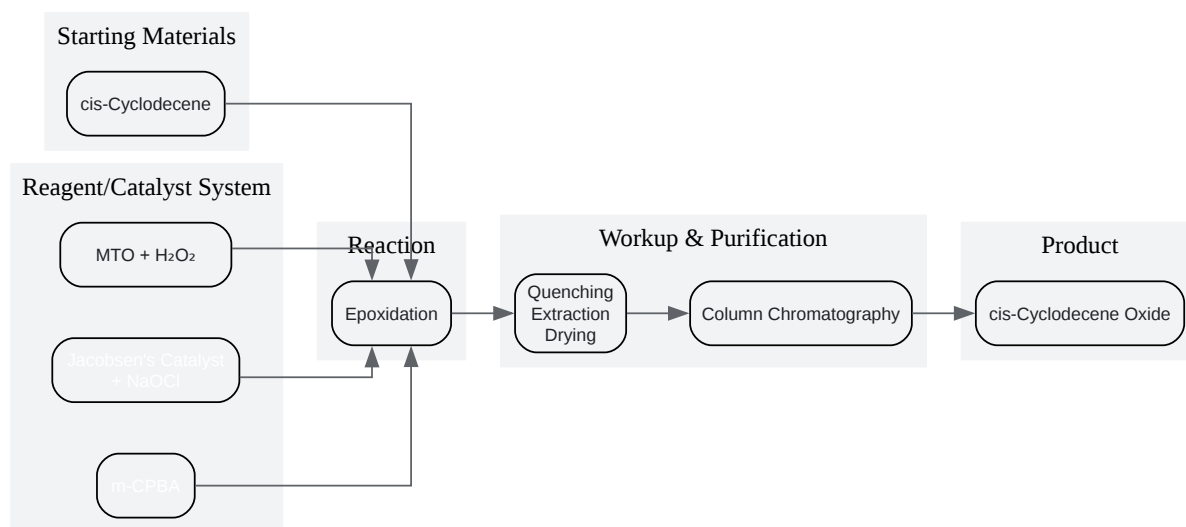 Starting Materials
cis-Cyclodecene
Reagent/Catalyst System
MTO + H₂O₂
Jacobsen's Catalyst
+ NaOCl
m-CPBA
Reaction
Epoxidation
Workup & Purification
Quenching
Extraction
Drying
Column Chromatography
Product
cis-Cyclodecene Oxide